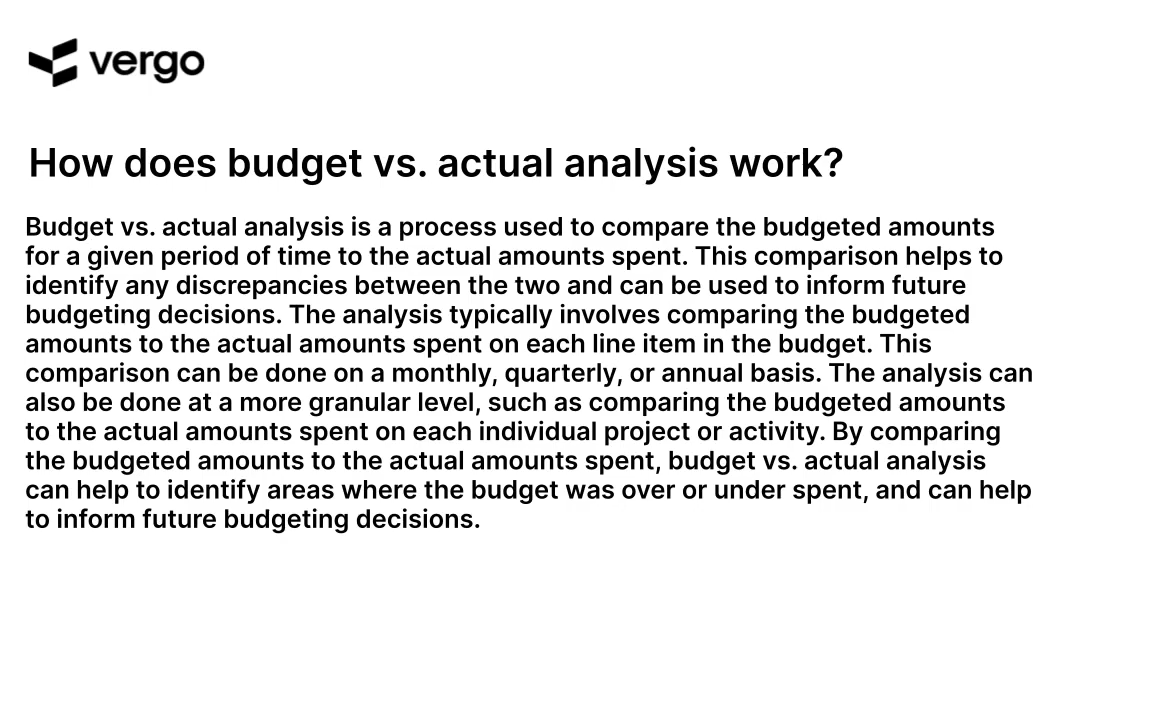 vergo
How does budget vs. actual analysis work?
Budget vs. actual analysis is a process used to compare the budgeted amounts
for a given period of time to the actual amounts spent. This comparison helps to
identify any discrepancies between the two and can be used to inform future
budgeting decisions. The analysis typically involves comparing the budgeted
amounts to the actual amounts spent on each line item in the budget. This
comparison can be done on a monthly, quarterly, or annual basis. The analysis can
also be done at a more granular level, such as comparing the budgeted amounts
to the actual amounts spent on each individual project or activity. By comparing
the budgeted amounts to the actual amounts spent, budget vs. actual analysis
can help to identify areas where the budget was over or under spent, and can help
to inform future budgeting decisions.